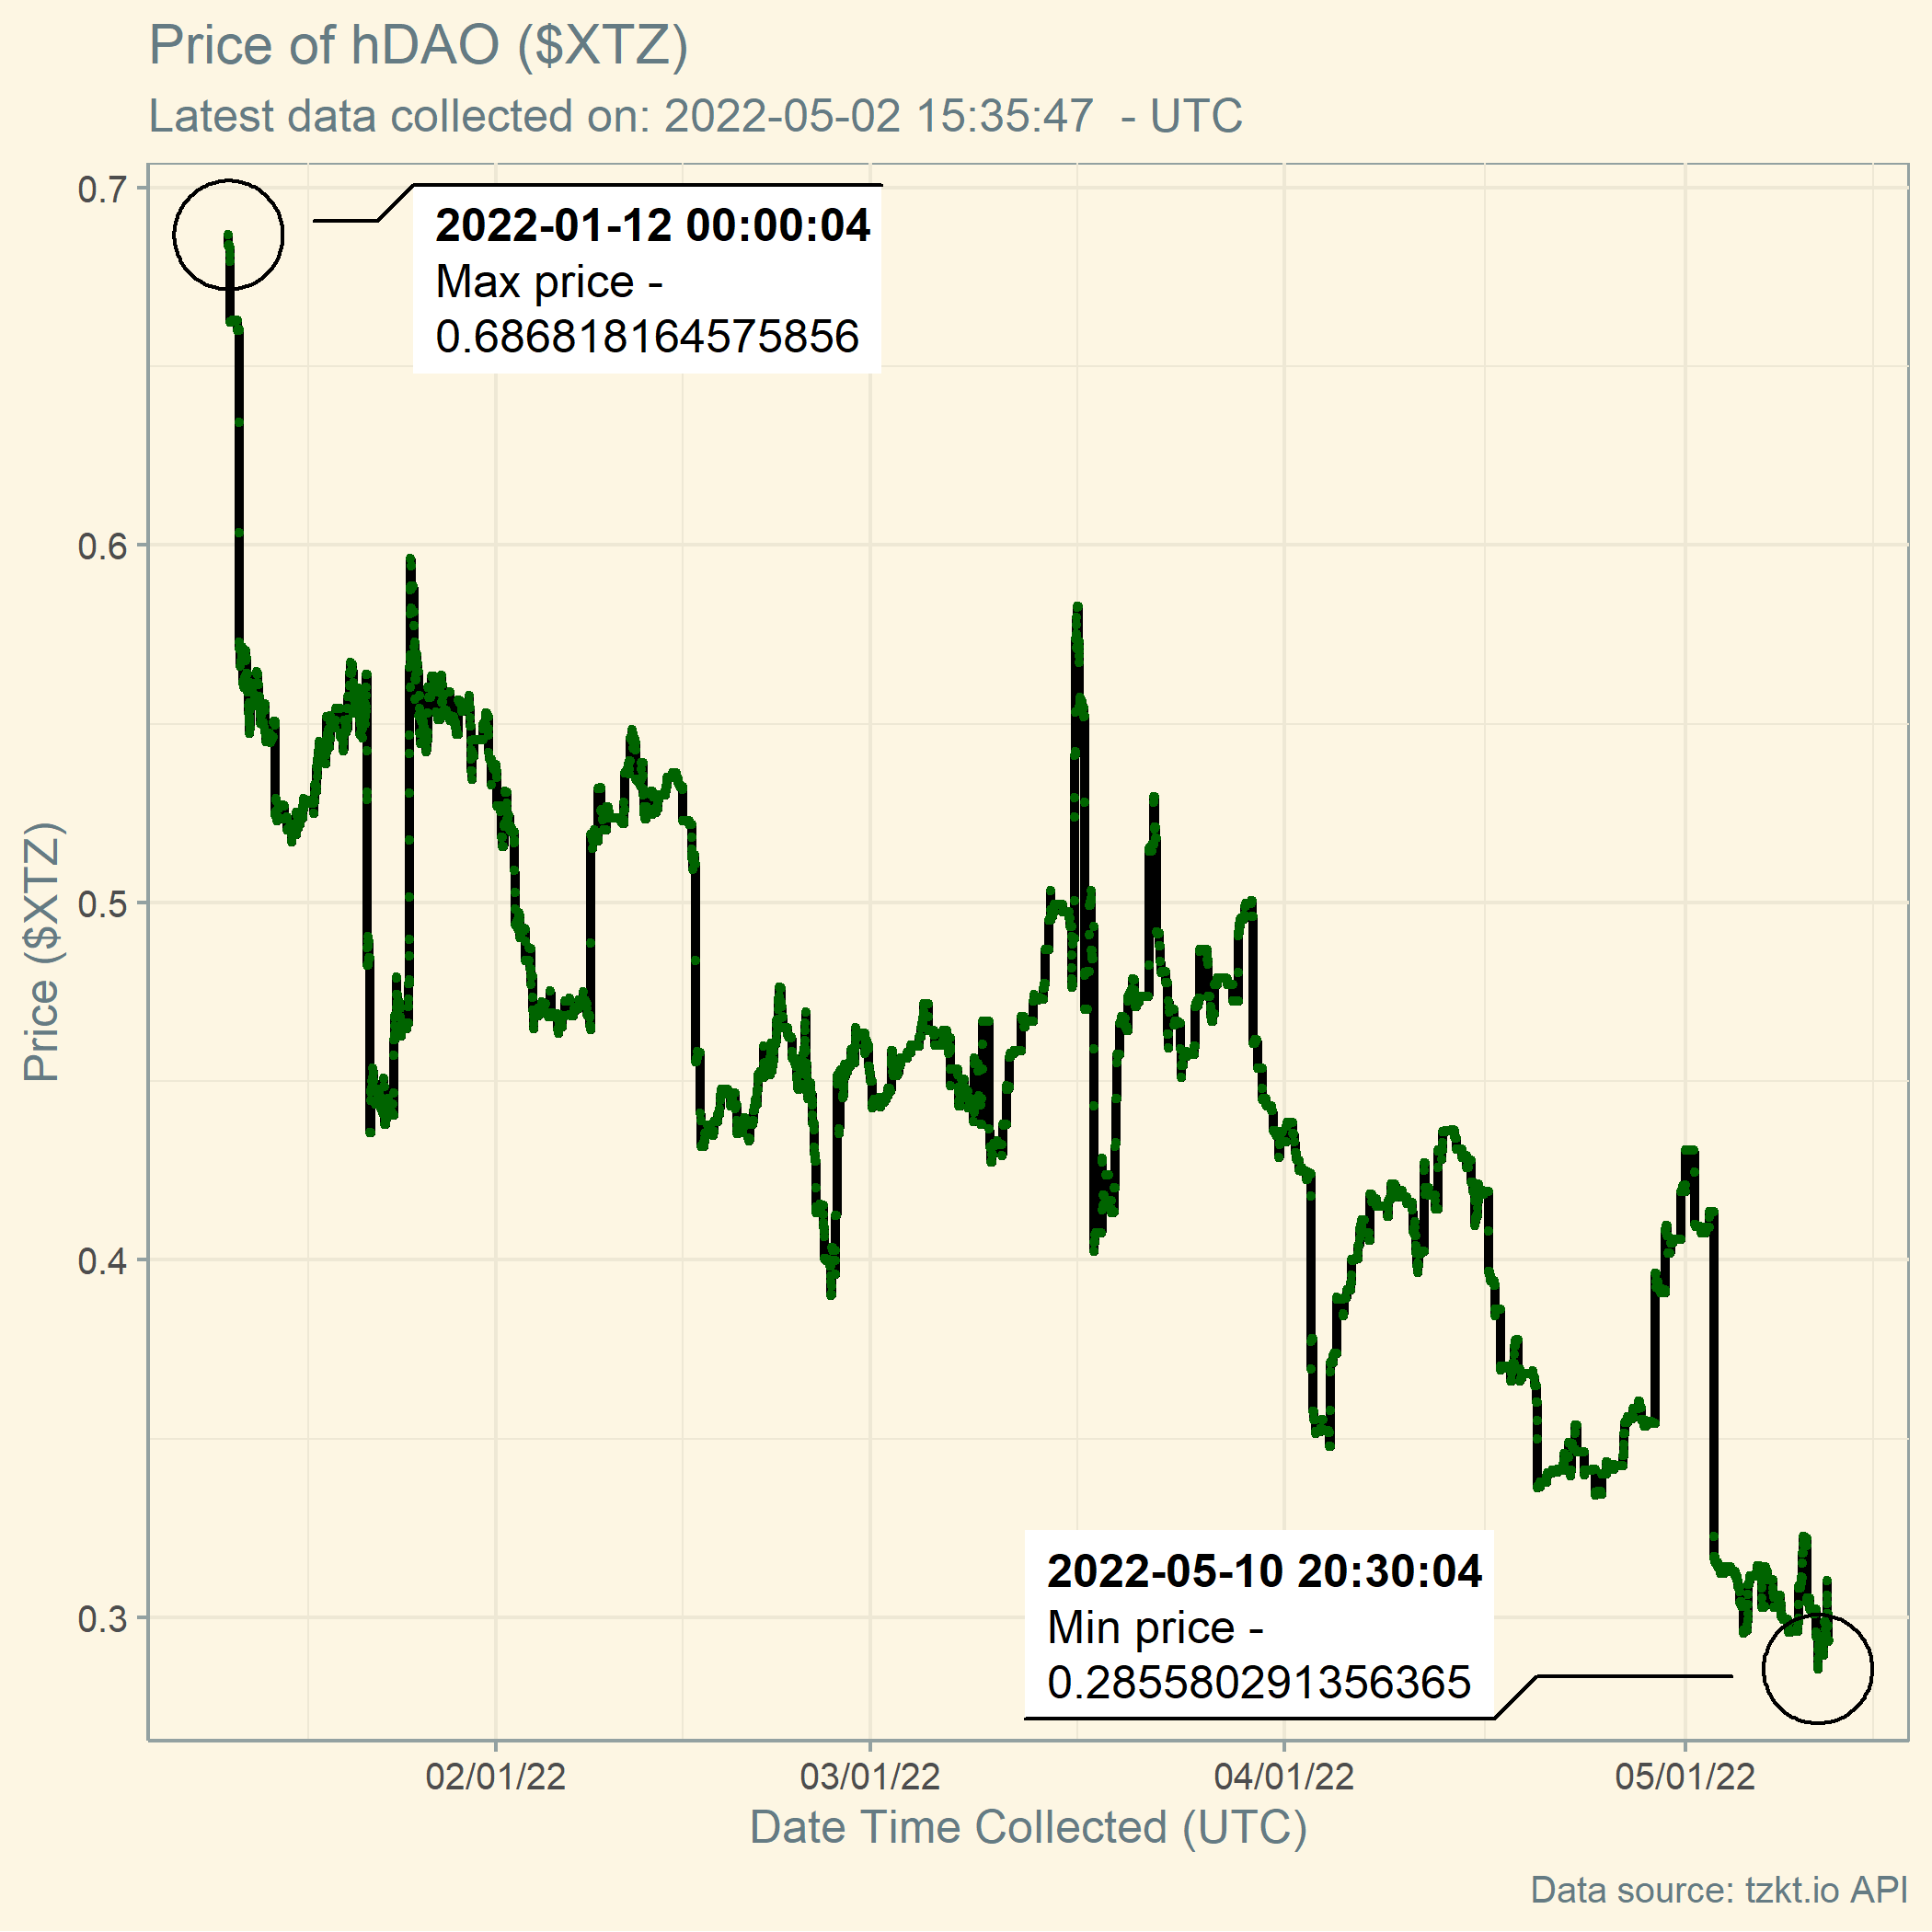 Price of hDAO ($XTZ)
Latest data collected on: 2022-05-02 15:35:47  - UTC
2022-01-12 00:00:04
Max price -
0.686818164575856
0.7
0.6
0.5
0.4
0.3
Price ($XTZ)
2022-05-10 20:30:04
Min price -
0.285580291356365
02/01/22
03/01/22
04/01/22
05/01/22
Date Time Collected (UTC)
Data source: tzkt.io API